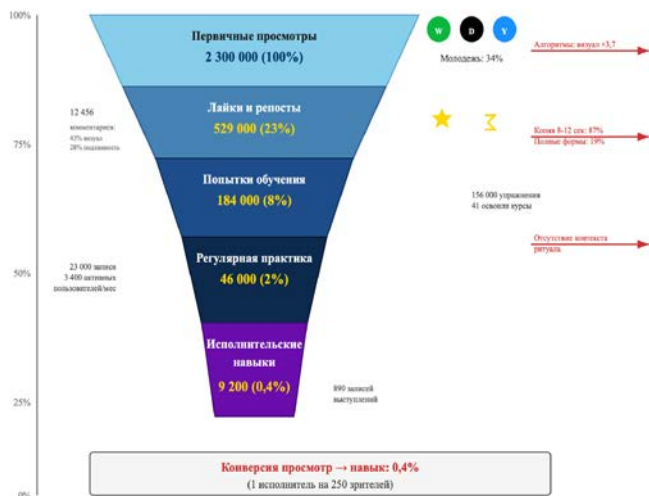 100%
Первичные просмотры
2 300 000 (100%)
W D Y
Молодежь: 34%
Алгоритмы: визуал ×3,7
Лайки и репосты
529 000 (23%)
12 456
комментариев:
43% визуал
28% подлинность
Копия 8-12 сек: 87%
Полные формы: 19%
75%
Попытки обучения
184 000 (8%)
156 000 упражнения
41 освоили курсы
Отсутствие контекста
ритуала
Регулярная практика
46 000 (2%)
23 000 записи
3 400 активных
пользователей/мес
50%
Исполнительские
навыки
9 200 (0,4%)
890 записей
выступлений
25%
Конверсия просмотр → навык: 0,4%
(1 исполнитель на 250 зрителей)
0%